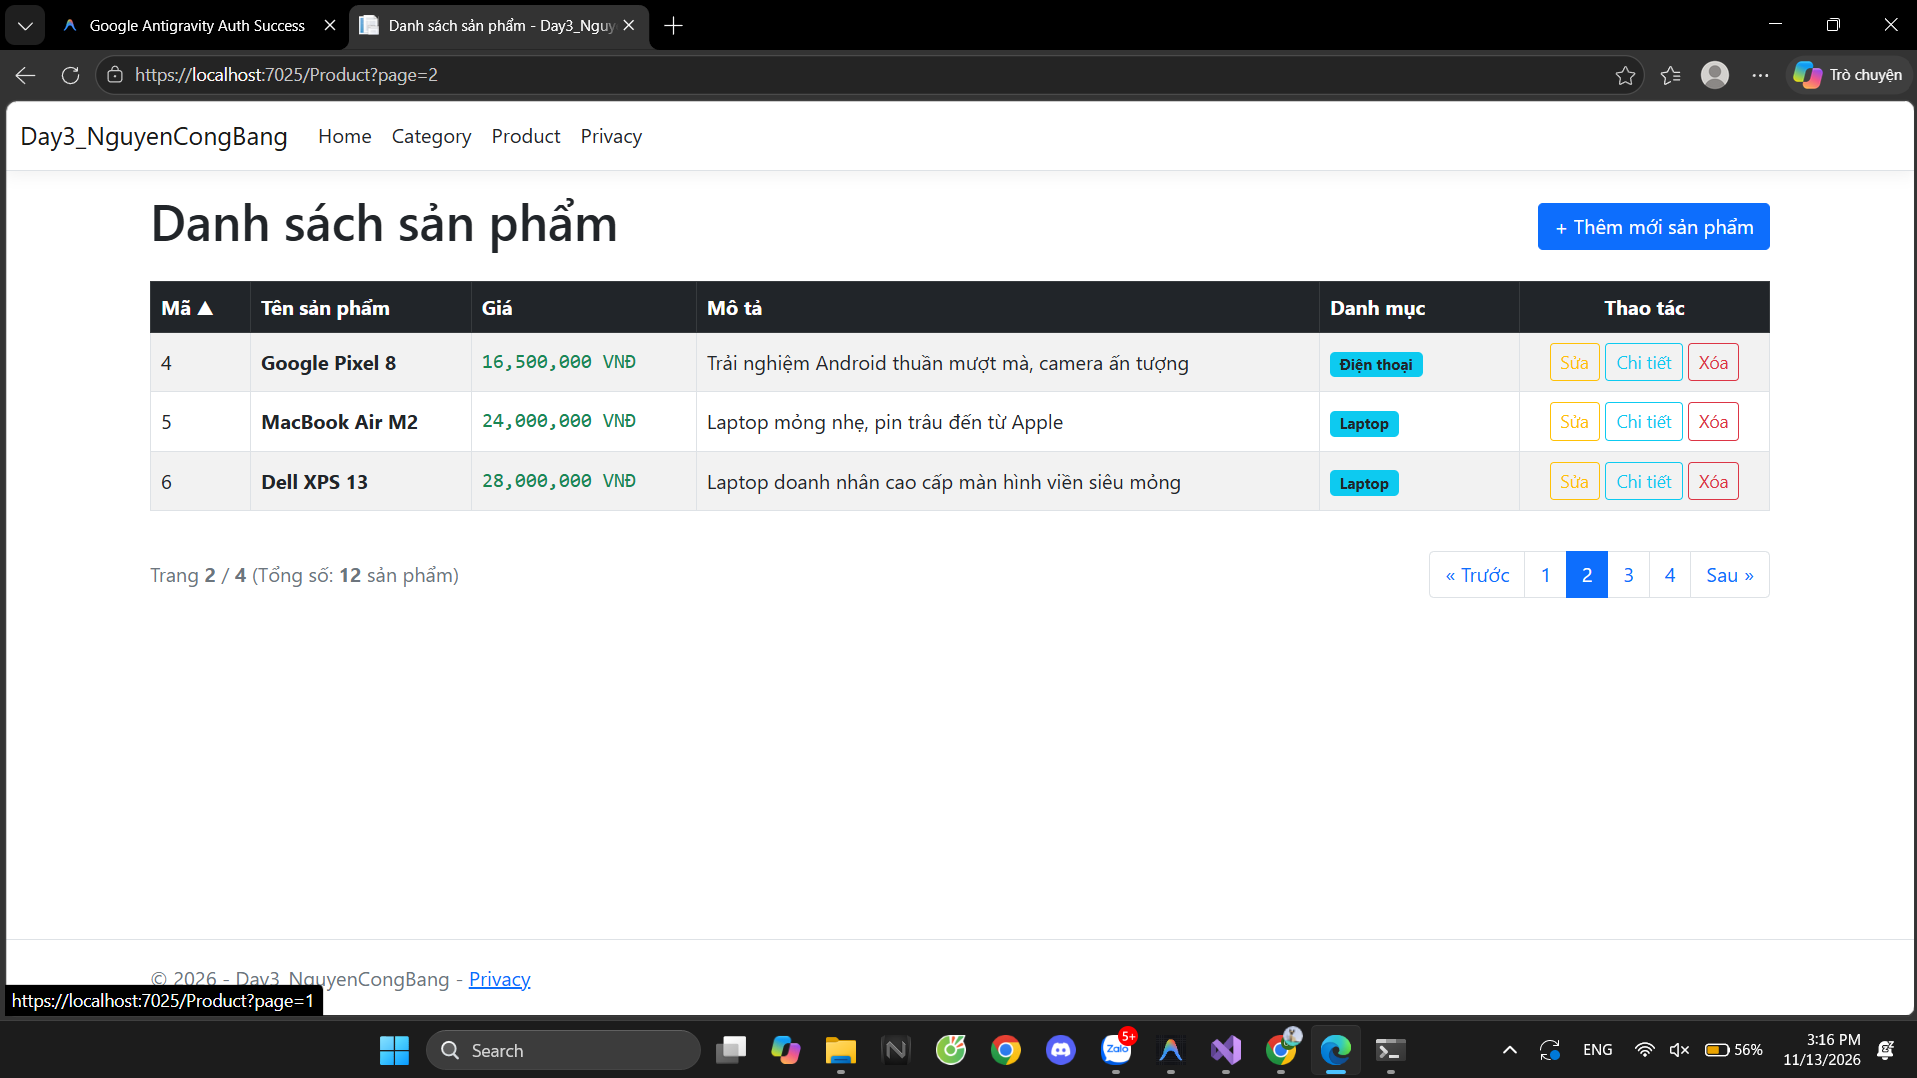 Google Antigravity Auth Success
Danh sách sản phẩm - Day3_Nguy
https://localhost:7025/Product?page=2
Trò chuyện
Day3_NguyenCongBang Home Category Product Privacy
Danh sách sản phẩm
+ Thêm mới sản phẩm
Mã ▲ Tên sản phẩm Giá Mô tả Danh mục Thao tác
4 Google Pixel 8 16,500,000 VNĐ Trải nghiệm Android thuần mượt mà, camera ấn tượng Điện thoại Sửa Chi tiết Xóa
5 MacBook Air M2 24,000,000 VNĐ Laptop mỏng nhẹ, pin trâu đến từ Apple Laptop Sửa Chi tiết Xóa
6 Dell XPS 13 28,000,000 VNĐ Laptop doanh nhân cao cấp màn hình viền siêu mỏng Laptop Sửa Chi tiết Xóa
Trang 2 / 4 (Tổng số: 12 sản phẩm)
« Trước 1 2 3 4 Sau »
© 2026 - Day3_NguyenCongBang - Privacy
https://localhost:7025/Product?page=1
Search
Zalo
5+
ENG
56%
3:16 PM
11/13/2026